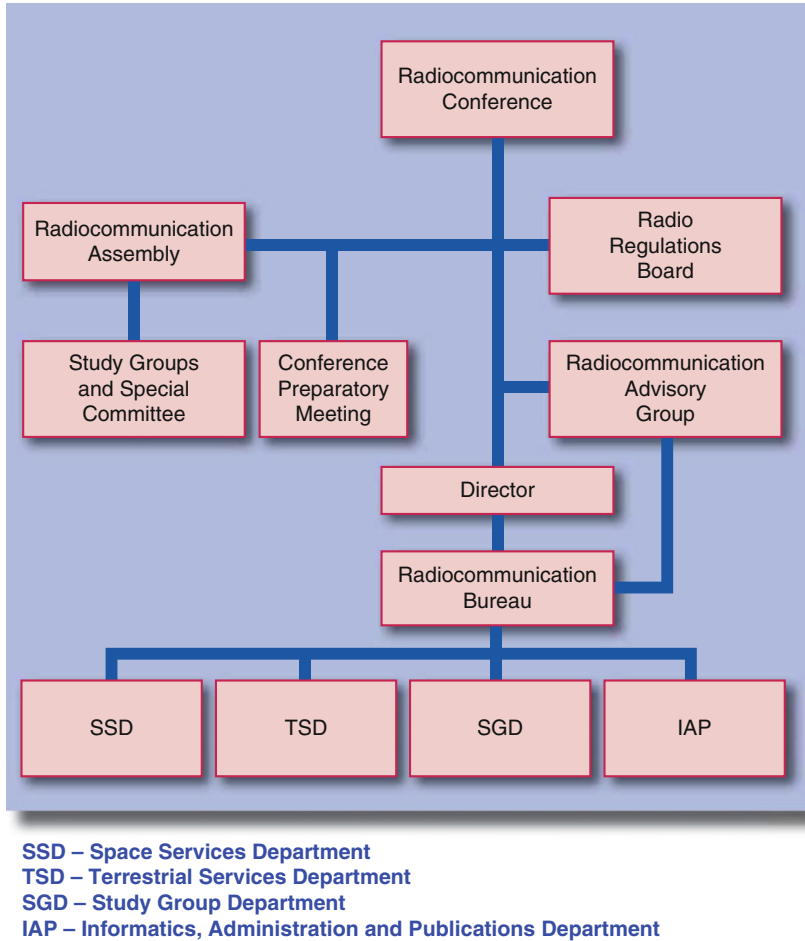 Radiocommunication
Conference
Radiocommunication
Assembly
Radio
Regulations
Board
Study Groups
and Special
Committee
Conference
Preparatory
Meeting
Radiocommunication
Advisory
Group
Director
Radiocommunication
Bureau
SSD
TSD
SGD
IAP
SSD – Space Services Department
TSD – Terrestrial Services Department
SGD – Study Group Department
IAP – Informatics, Administration and Publications Department